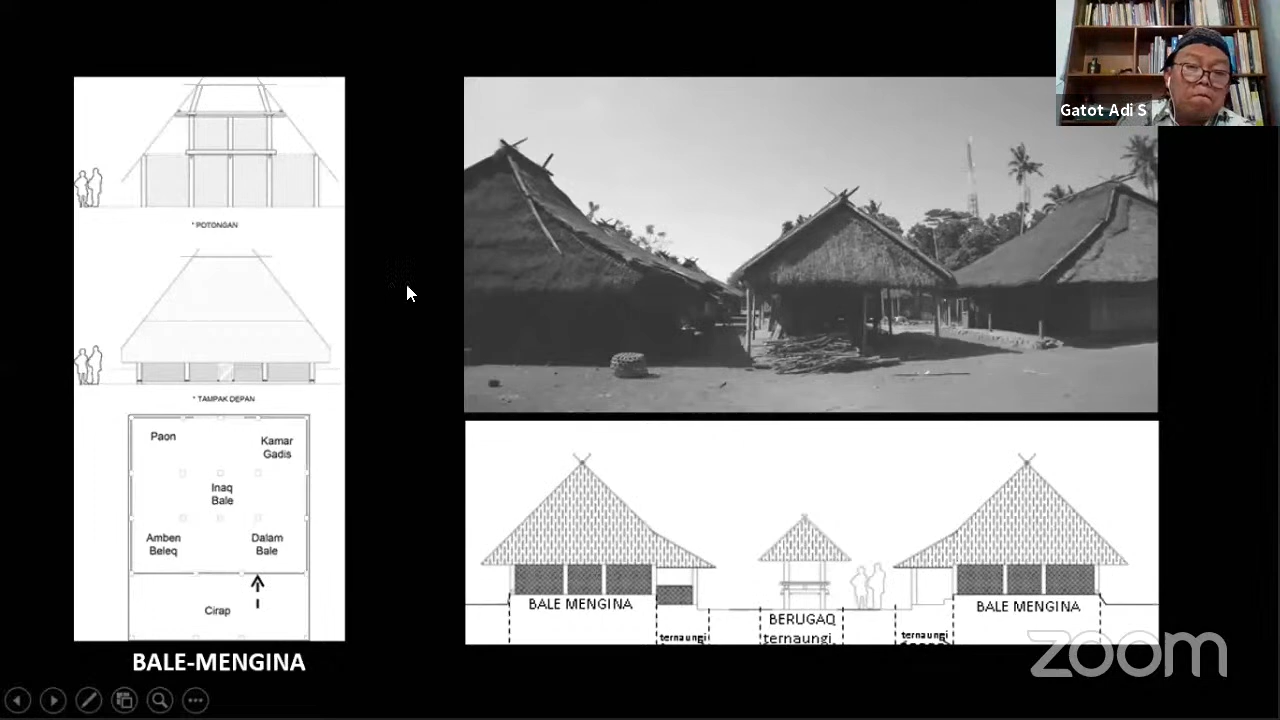 Gatot Adi S
* POTONGAN
* TAMPAK DEPAN
Paon
Kamar
Gadis
Inaq
Bale
Amben
Beleq
Dalam
Bale
Cirap
BALE-MENGINA
BALE MENGINA
BERUGAQ
BALE MENGINA
ternaungi
ternaungi
ternaungi
zoom